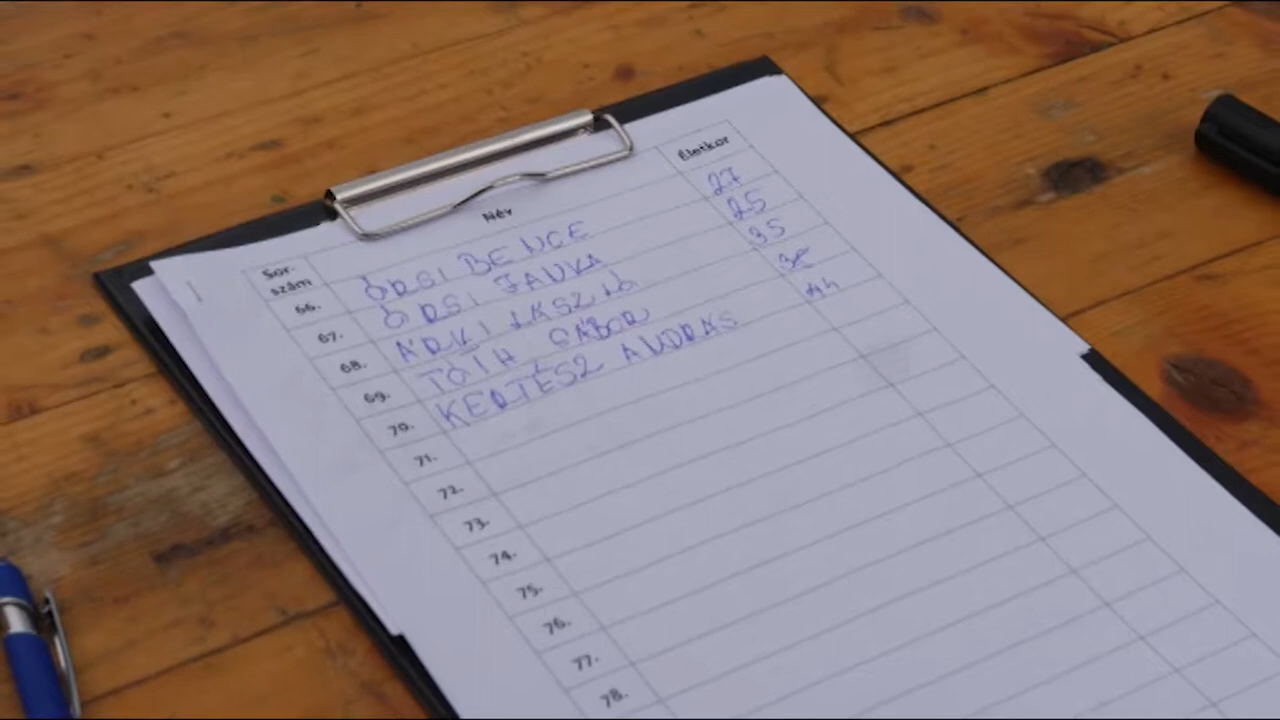 Sor-szám Név Életkor
66. ŐRSI BENCE 27
67. ŐRSI JANKA 25
68. ÁRKI LÁSZLÓ 35
69. TÓTH GÁBOR
70. KERTÉSZ ANDRÁS 44
71.
72.
73.
74.
75.
76.
77.
78.